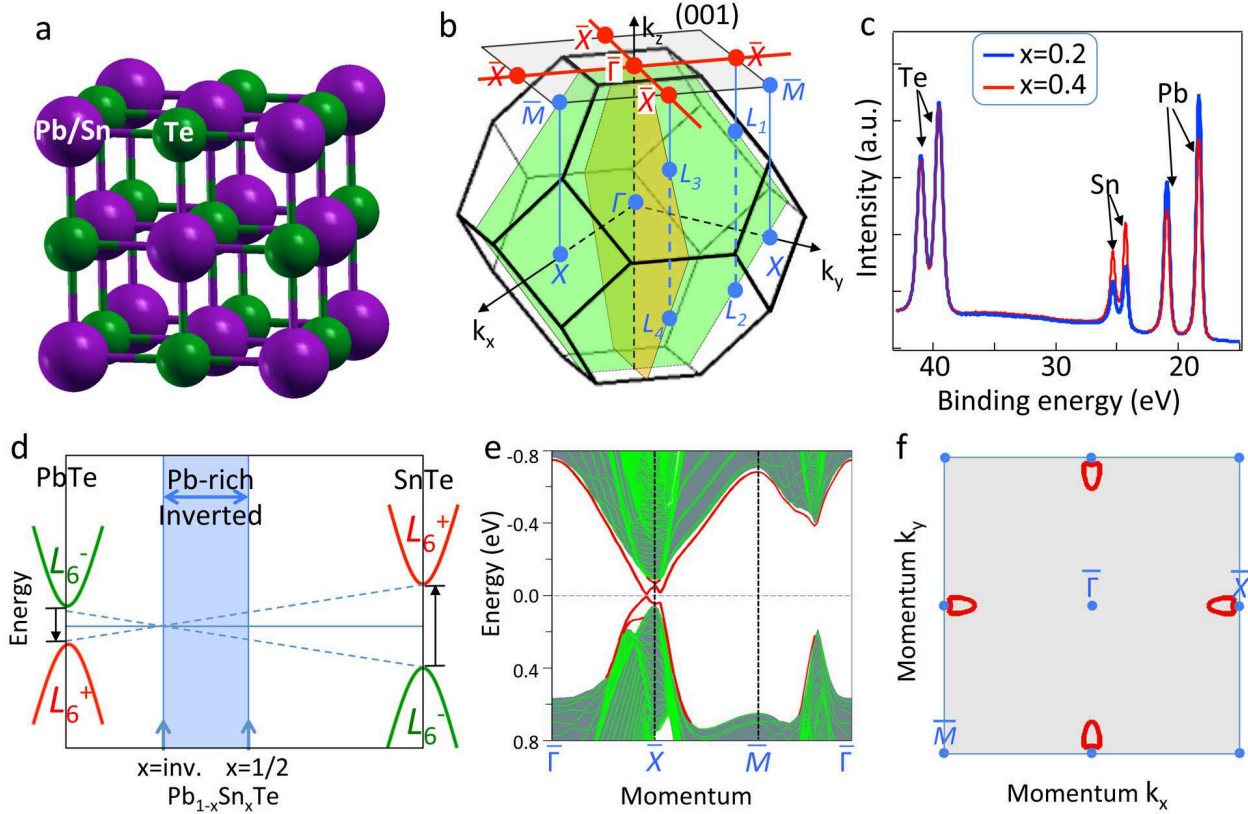 a
Pb/Sn
Te
b
(001)
k_z
X̅
X̅
X̅
X̅
Γ̅
M̅
M̅
L₁
L₃
Γ
X
X
k_y
L₂
L₄
k_x
c
x=0.2
x=0.4
Te
Pb
Sn
Intensity (a.u.)
40
30
20
Binding energy (eV)
d
PbTe
Pb-rich
SnTe
Inverted
L₆⁺
L₆⁻
Energy
L₆⁺
L₆⁻
x=inv.
x=1/2
Pb₁₋ₓSnₓTe
e
-0.8
-0.4
0.0
0.4
0.8
Energy (eV)
Γ̅
X̅
M̅
Γ̅
Momentum
f
Momentum k_y
Γ̅
X̅
M̅
Momentum k_x